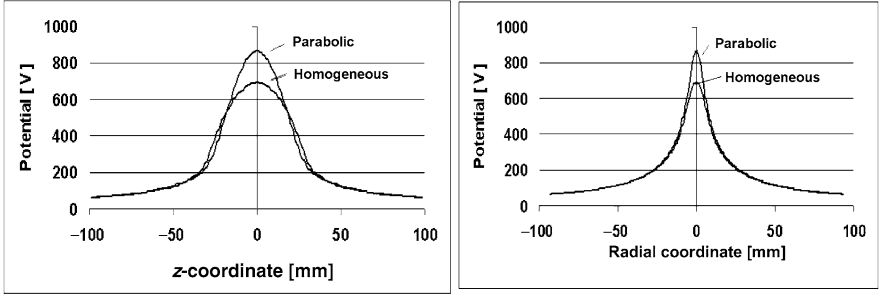 1000
800
600
400
200
0
Potential [ V ]
Parabolic
Homogeneous
−100 −50 0 50 100
z-coordinate [mm]
1000
800
600
400
200
0
Potential [ V ]
Parabolic
Homogeneous
−100 −50 0 50 100
Radial coordinate [mm]